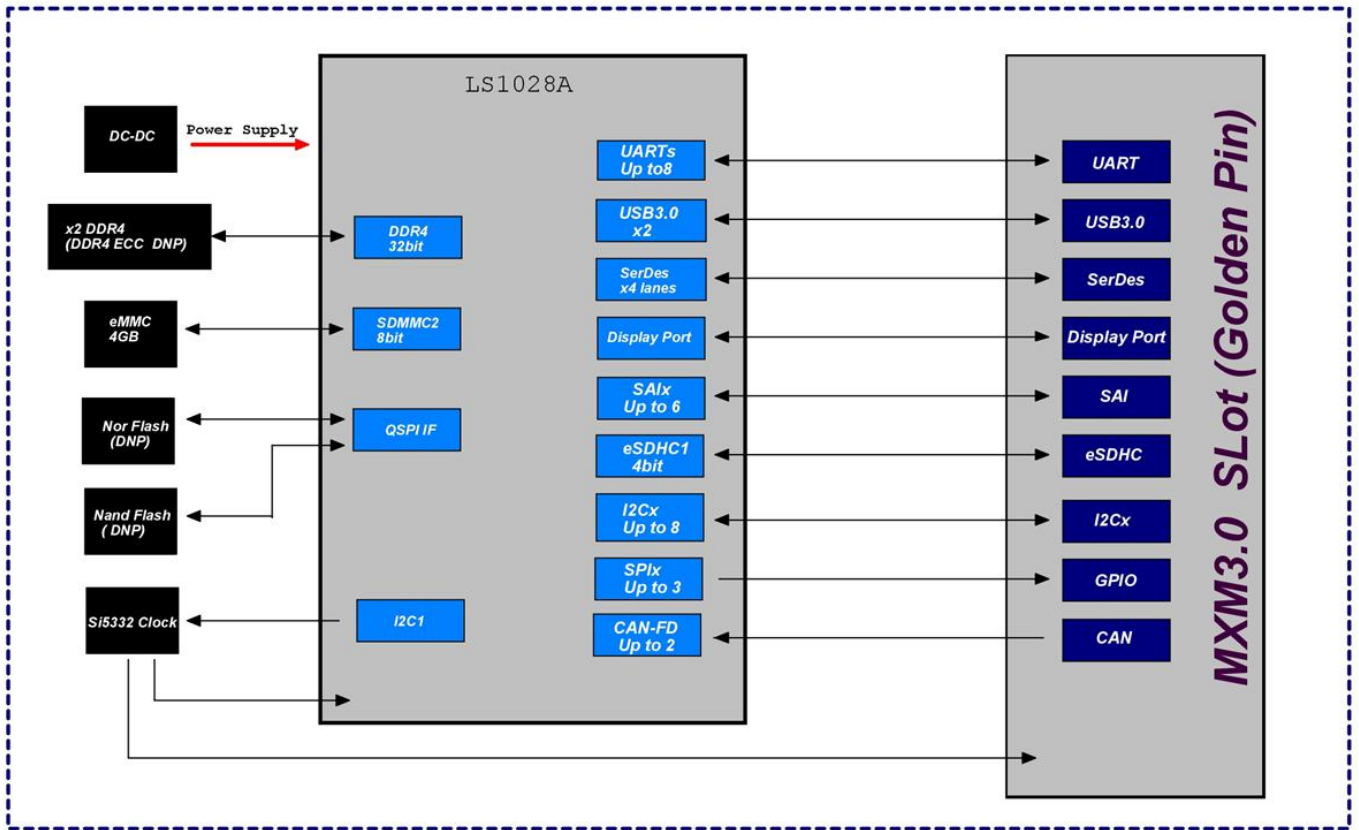 LS1028A
DC-DC
Power Supply
x2 DDR4
(DDR4 ECC DNP)
eMMC
4GB
Nor Flash
(DNP)
Nand Flash
( DNP)
Si5332 Clock
DDR4
32bit
SDMMC2
8bit
QSPI IF
I2C1
UARTs
Up to8
USB3.0
x2
SerDes
x4 lanes
Display Port
SAIx
Up to 6
eSDHC1
4bit
I2Cx
Up to 8
SPIx
Up to 3
CAN-FD
Up to 2
UART
USB3.0
SerDes
Display Port
SAI
eSDHC
I2Cx
GPIO
CAN
MXM3.0 SLot (Golden Pin)